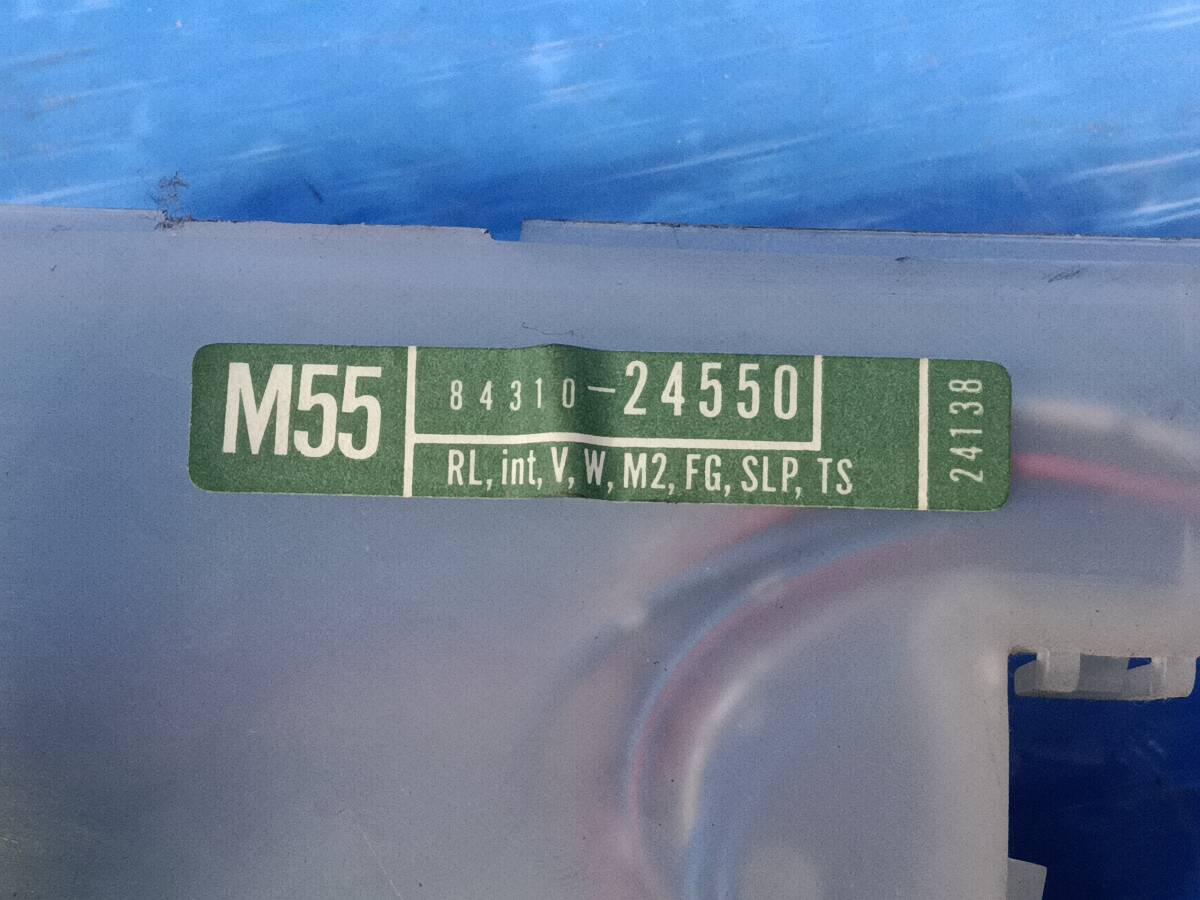 M55
84310-24550
RL, int, V, W, M2, FG, SLP, TS
24138